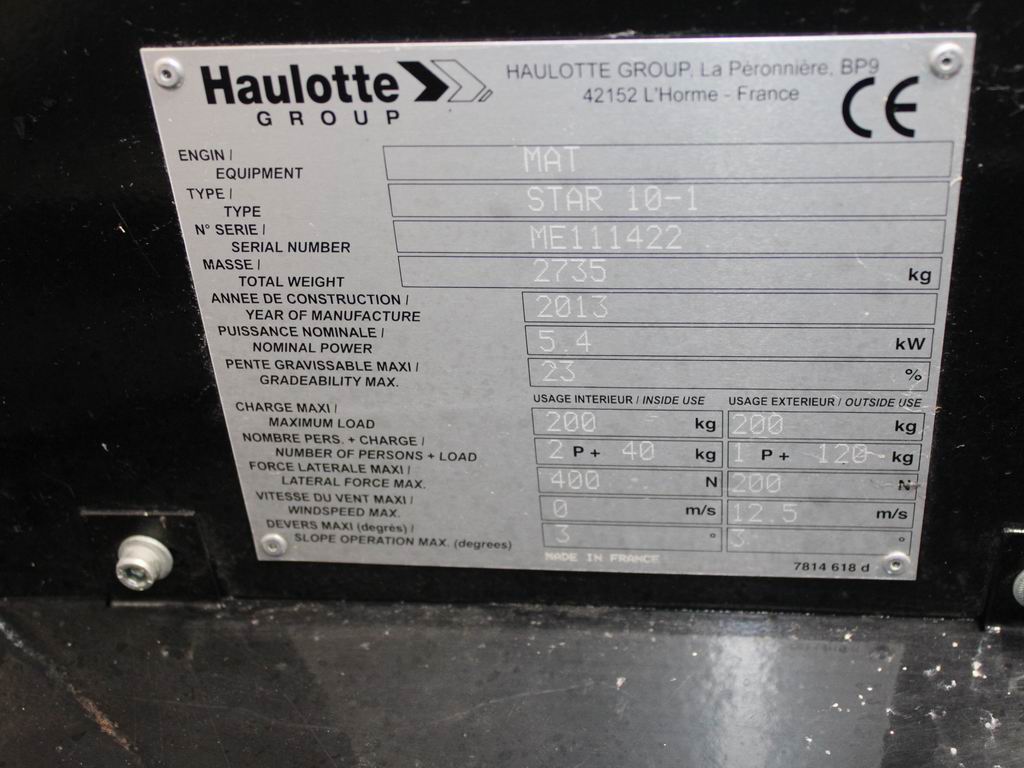 Haulotte
GROUP
HAULOTTE GROUP. La Péronnière. BP9
42152 L'Horme - France
CE
ENGIN /
EQUIPMENT MAT
TYPE /
TYPE STAR 10-1
N° SERIE /
SERIAL NUMBER ME111422
MASSE /
TOTAL WEIGHT 2735 kg
ANNEE DE CONSTRUCTION /
YEAR OF MANUFACTURE 2013
PUISSANCE NOMINALE /
NOMINAL POWER 5.4 kW
PENTE GRAVISSABLE MAXI /
GRADEABILITY MAX. 23 %
USAGE INTERIEUR / INSIDE USE USAGE EXTERIEUR / OUTSIDE USE
CHARGE MAXI /
MAXIMUM LOAD 200 kg 200 kg
NOMBRE PERS. + CHARGE /
NUMBER OF PERSONS + LOAD 2 P + 40 kg 1 P + 120 kg
FORCE LATERALE MAXI /
LATERAL FORCE MAX. 400 N 200 N
VITESSE DU VENT MAXI /
WINDSPEED MAX. 0 m/s 12.5 m/s
DEVERS MAXI (degrés) /
SLOPE OPERATION MAX. (degrees) 3 ° 3 °
MADE IN FRANCE 7814 618 d